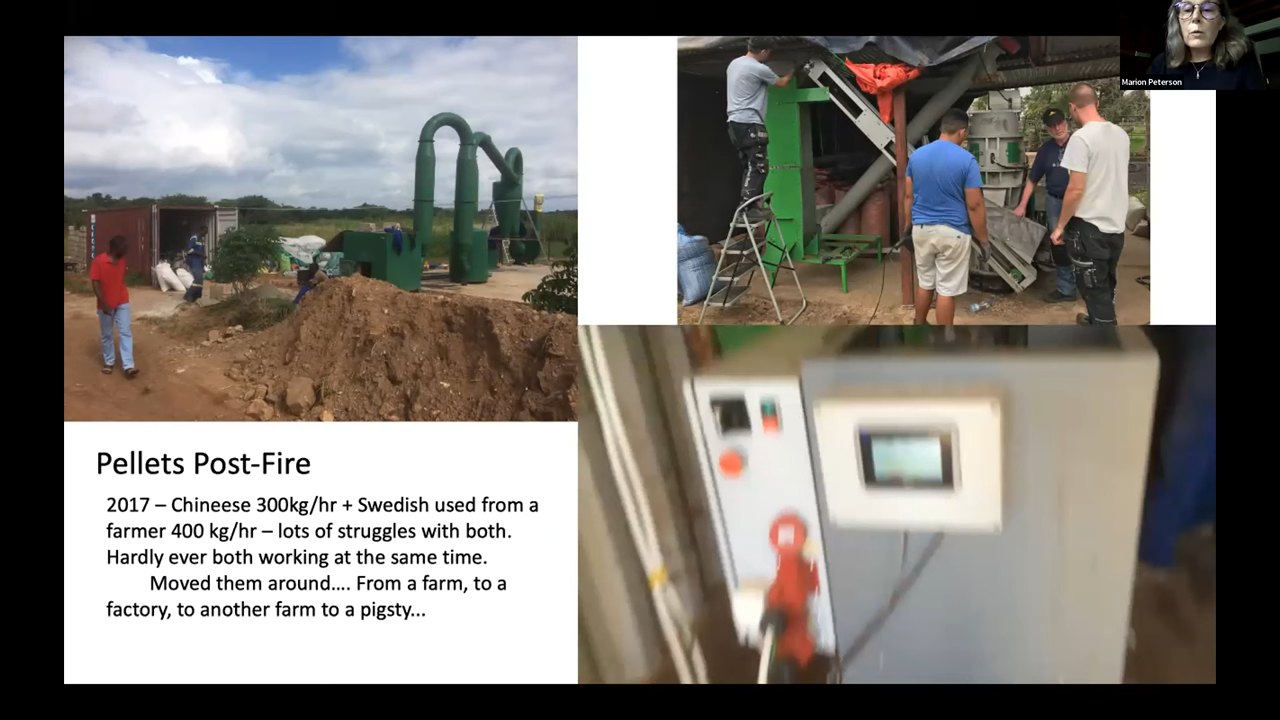 Marion Peterson
Pellets Post-Fire
2017 – Chineese 300kg/hr + Swedish used from a
farmer 400 kg/hr – lots of struggles with both.
Hardly ever both working at the same time.
Moved them around…. From a farm, to a
factory, to another farm to a pigsty…